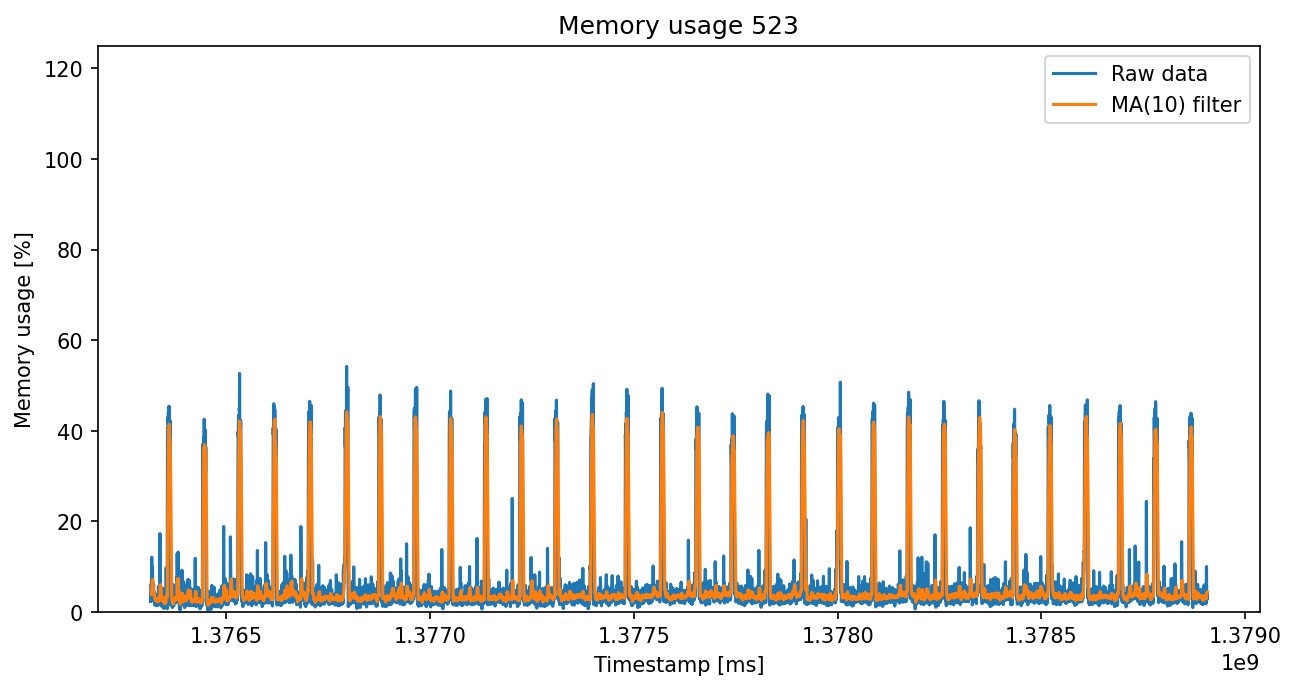 Memory usage 523
Raw data
MA(10) filter
Memory usage [%]
120
100
80
60
40
20
0
1.3765 1.3770 1.3775 1.3780 1.3785 1.3790
1e9
Timestamp [ms]